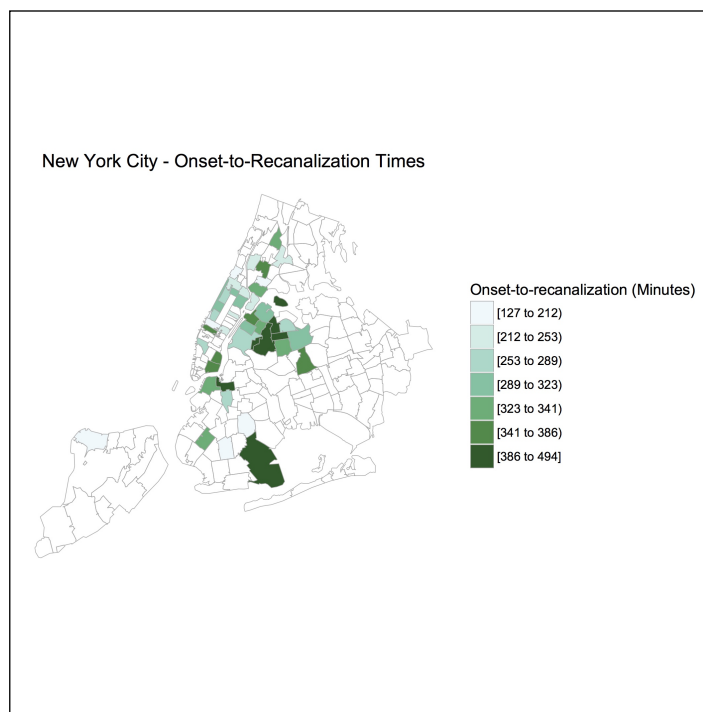 New York City - Onset-to-Recanalization Times
Onset-to-recanalization (Minutes)
[127 to 212)
[212 to 253)
[253 to 289)
[289 to 323)
[323 to 341)
[341 to 386)
[386 to 494]